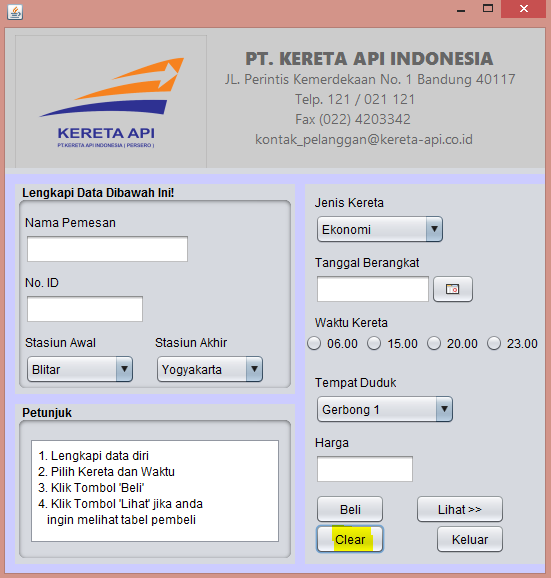 KERETA API
PT.KERETA API INDONESIA ( PERSERO )
PT. KERETA API INDONESIA
JL. Perintis Kemerdekaan No. 1 Bandung 40117
Telp. 121 / 021 121
Fax (022) 4203342
kontak_pelanggan@kereta-api.co.id
Lengkapi Data Dibawah Ini!
Nama Pemesan
No. ID
Stasiun Awal Stasiun Akhir
Blitar Yogyakarta
Petunjuk
1. Lengkapi data diri
2. Pilih Kereta dan Waktu
3. Klik Tombol 'Beli'
4. Klik Tombol 'Lihat' jika anda
ingin melihat tabel pembeli
Jenis Kereta
Ekonomi
Tanggal Berangkat
Waktu Kereta
06.00 15.00 20.00 23.00
Tempat Duduk
Gerbong 1
Harga
Beli Lihat >>
Clear Keluar